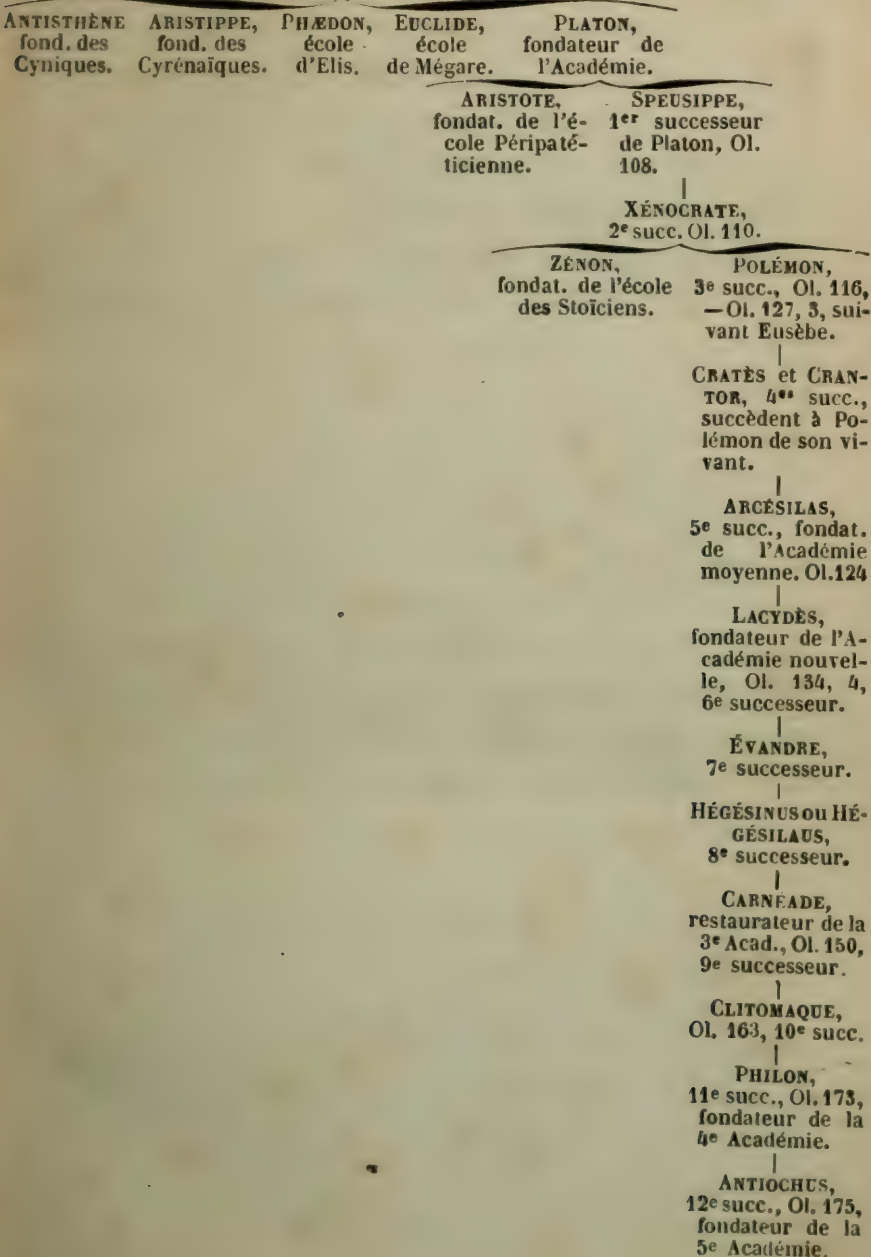 ANTISTHÈNE
fond. des
Cyniques.
ARISTIPPE,
fond. des
Cyrénaïques.
PHÆDON,
école
d'Elis.
EUCLIDE,
école
de Mégare.
PLATON,
fondateur de
l'Académie.
ARISTOTE,
fondat. de l'é-
cole Péripaté-
ticienne.
SPEUSIPPE,
1er successeur
de Platon, Ol.
108.
XÉNOCRATE,
2e succ. Ol. 110.
ZÉNON,
fondat. de l'école
des Stoïciens.
POLÉMON,
3e succ., Ol. 116,
—Ol. 127, 3, sui-
vant Eusèbe.
CRATÈS et CRAN-
TOR, 4es succ.,
succèdent à Po-
lémon de son vi-
vant.
ARCÉSILAS,
5e succ., fondat.
de l'Académie
moyenne. Ol.124
LACYDÈS,
fondateur de l'A-
cadémie nouvel-
le, Ol. 134, 4,
6e successeur.
ÉVANDRE,
7e successeur.
HÉGÉSINUS ou HÉ-
GÉSILAUS,
8e successeur.
CARNÉADE,
restaurateur de la
3e Acad., Ol. 150,
9e successeur.
CLITOMAQUE,
Ol. 163, 10e succ.
PHILON,
11e succ., Ol. 173,
fondateur de la
4e Académie.
ANTIOCHUS,
12e succ., Ol. 175,
fondateur de la
5e Académie.